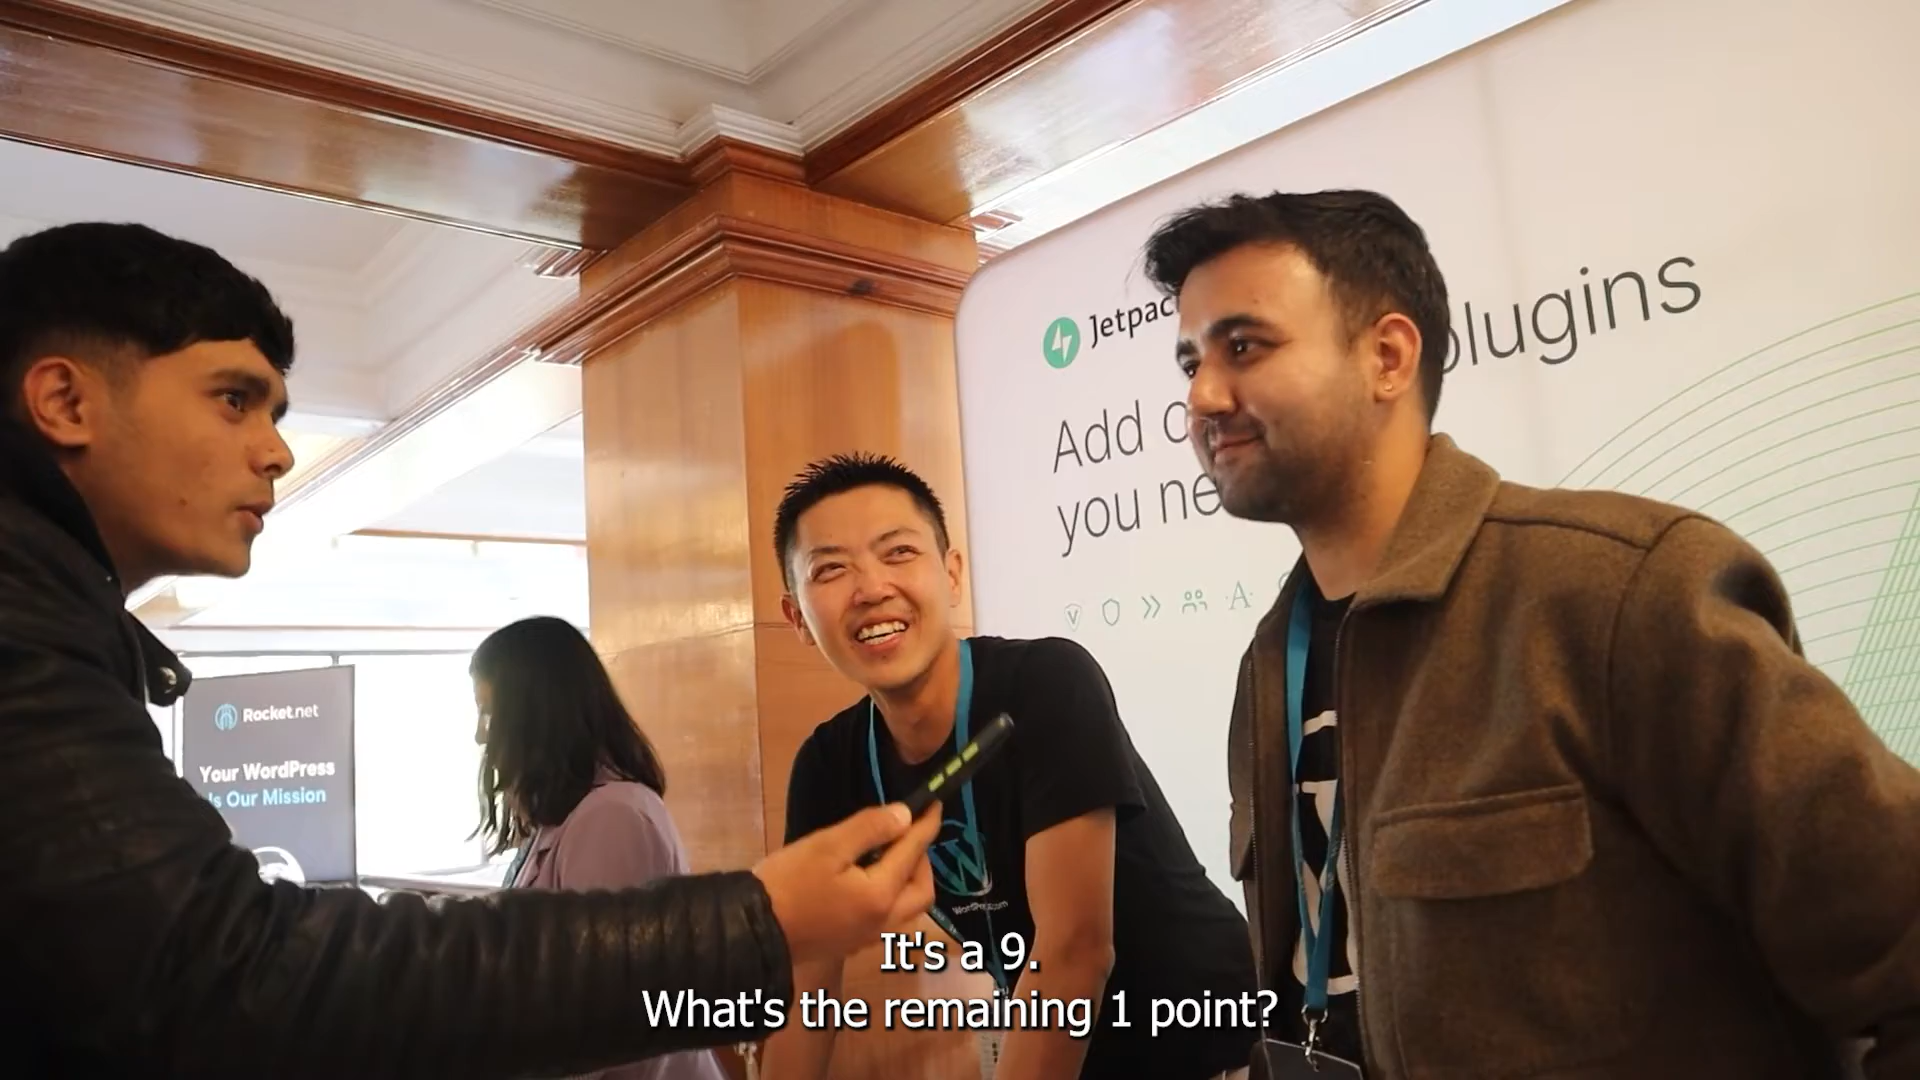 Jetpac
plugins
Add
you ne
Rocket.net
Your WordPress
Is Our Mission
W
It's a 9.
What's the remaining 1 point?